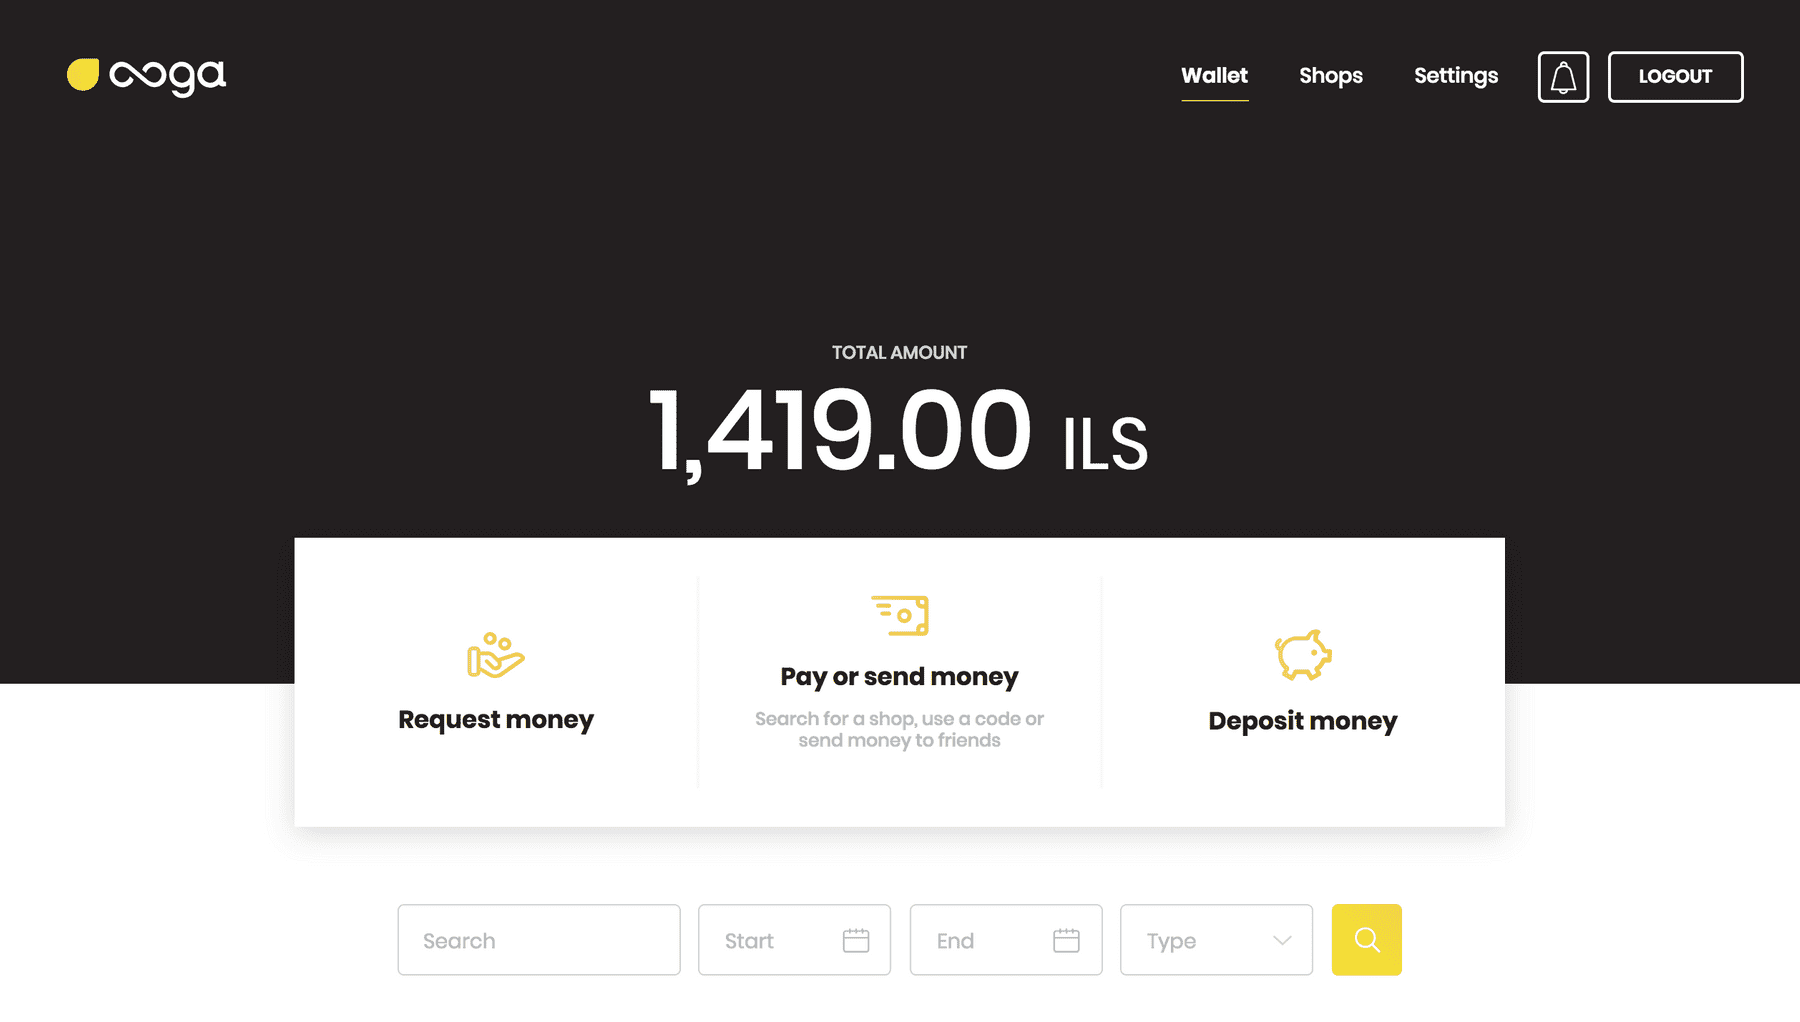 ooga
Wallet
Shops
Settings
LOGOUT
TOTAL AMOUNT
1,419.00 ILS
Request money
Pay or send money
Search for a shop, use a code or
send money to friends
Deposit money
Search
Start
End
Type